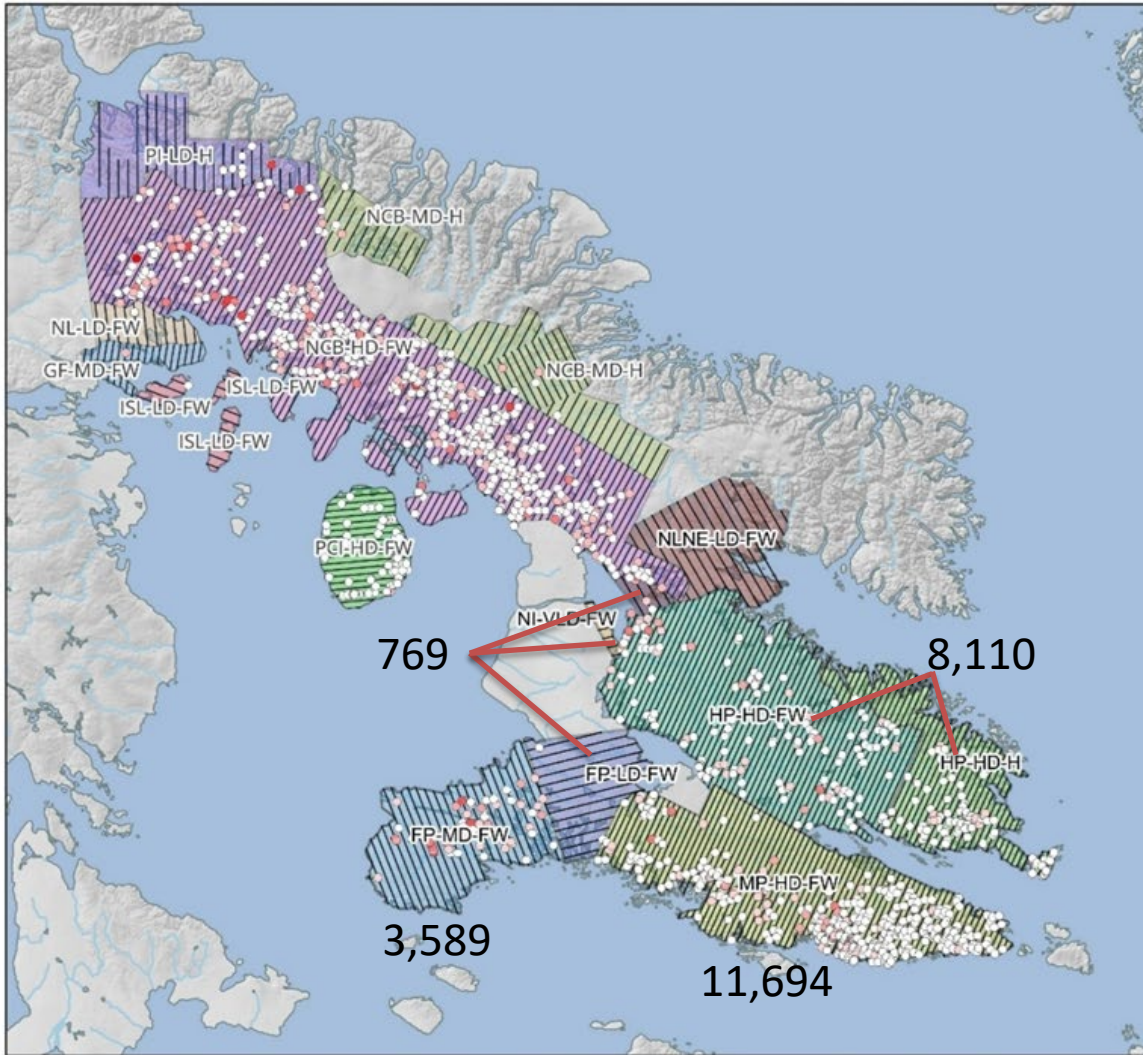 PI-LD-H
NCB-MD-H
NL-LD-FW
NCB-HD-FW
GF-MD-FW
NCB-MD-H
ISL-LD-FW
ISL-LD-FW
ISL-LD-FW
PCI-HD-FW
NLNE-LD-FW
NI-VLD-FW
769
8,110
HP-HD-FW
HP-HD-H
FP-LD-FW
FP-MD-FW
MP-HD-FW
3,589
11,694